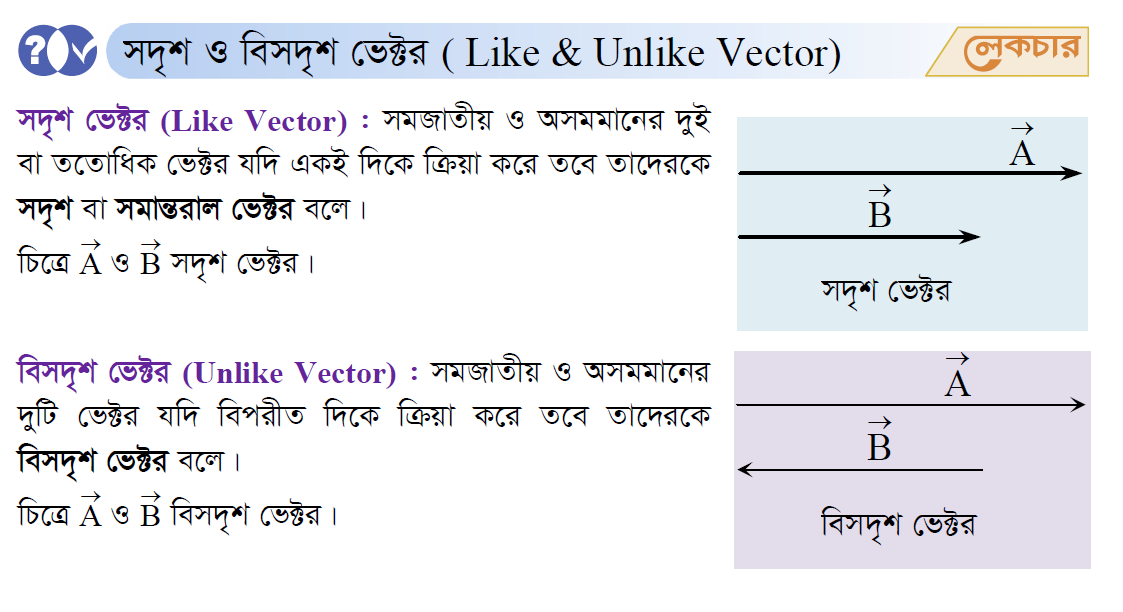 সদৃশ ও বিসদৃশ ভেক্টর ( Like & Unlike Vector)
লেকচার
সদৃশ ভেক্টর (Like Vector) : সমজাতীয় ও অসমমানের দুই
বা ততোধিক ভেক্টর যদি একই দিকে ক্রিয়া করে তবে তাদেরকে
সদৃশ বা সমান্তরাল ভেক্টর বলে।
চিত্রে A⃗ ও B⃗ সদৃশ ভেক্টর।
A⃗
B⃗
সদৃশ ভেক্টর
বিসদৃশ ভেক্টর (Unlike Vector) : সমজাতীয় ও অসমমানের
দুটি ভেক্টর যদি বিপরীত দিকে ক্রিয়া করে তবে তাদেরকে
বিসদৃশ ভেক্টর বলে।
চিত্রে A⃗ ও B⃗ বিসদৃশ ভেক্টর।
A⃗
B⃗
বিসদৃশ ভেক্টর